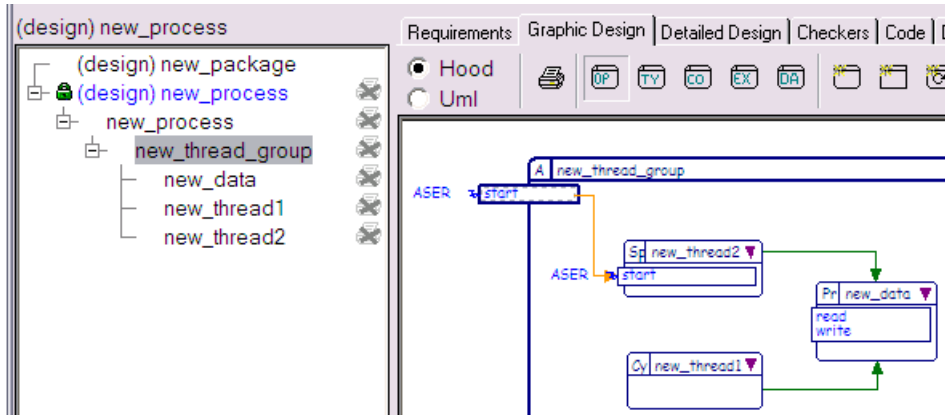 (design) new_process
(design) new_package
(design) new_process
new_process
new_thread_group
new_data
new_thread1
new_thread2
Requirements Graphic Design Detailed Design Checkers Code
Hood
Uml
OP TY CO EX DA
A new_thread_group
ASER start
Sp new_thread2
ASER start
Pr new_data
read
write
Cy new_thread1